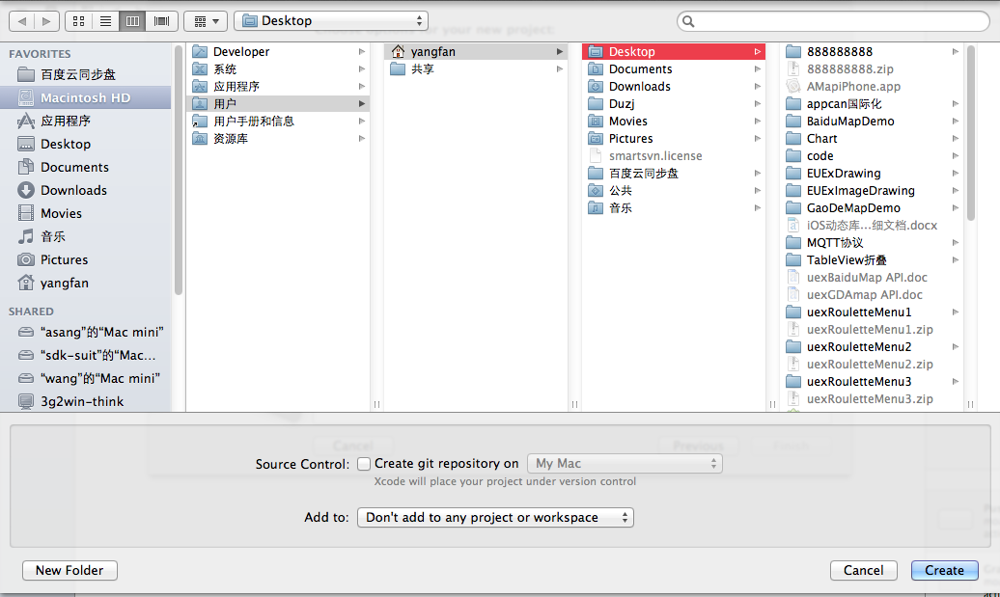 Desktop
Choose options for your new project:
FAVORITES
百度云同步盘
Macintosh HD
应用程序
Desktop
Documents
Downloads
Movies
音乐
Pictures
yangfan
SHARED
“asang”的“Mac mini”
“sdk-suit”的“Mac...
“wang”的“Mac mini”
3g2win-think
Developer
系统
应用程序
用户
用户手册和信息
资源库
yangfan
共享
Desktop
Documents
Downloads
Duzj
Movies
Pictures
smartsvn.license
百度云同步盘
公共
音乐
888888888
888888888.zip
AMapiPhone.app
appcan国际化
BaiduMapDemo
Chart
code
EUExDrawing
EUExImageDrawing
GaoDeMapDemo
iOS动态库...细文档.docx
MQTT协议
TableView折叠
uexBaiduMap API.doc
uexGDAmap API.doc
uexRouletteMenu1
uexRouletteMenu1.zip
uexRouletteMenu2
uexRouletteMenu2.zip
uexRouletteMenu3
uexRouletteMenu3.zip
Cancel
Previous
Source Control: Create git repository on My Mac
Xcode will place your project under version control
Add to: Don't add to any project or workspace
New Folder
Cancel
Create